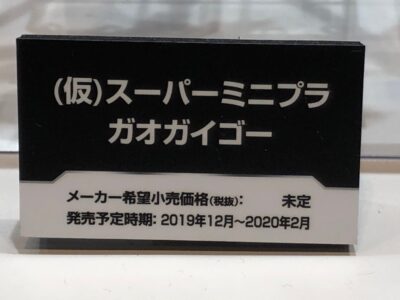 (仮)スーパーミニプラ
ガオガイゴー
メーカー希望小売価格(税抜): 未定
発売予定時期: 2019年12月~2020年2月